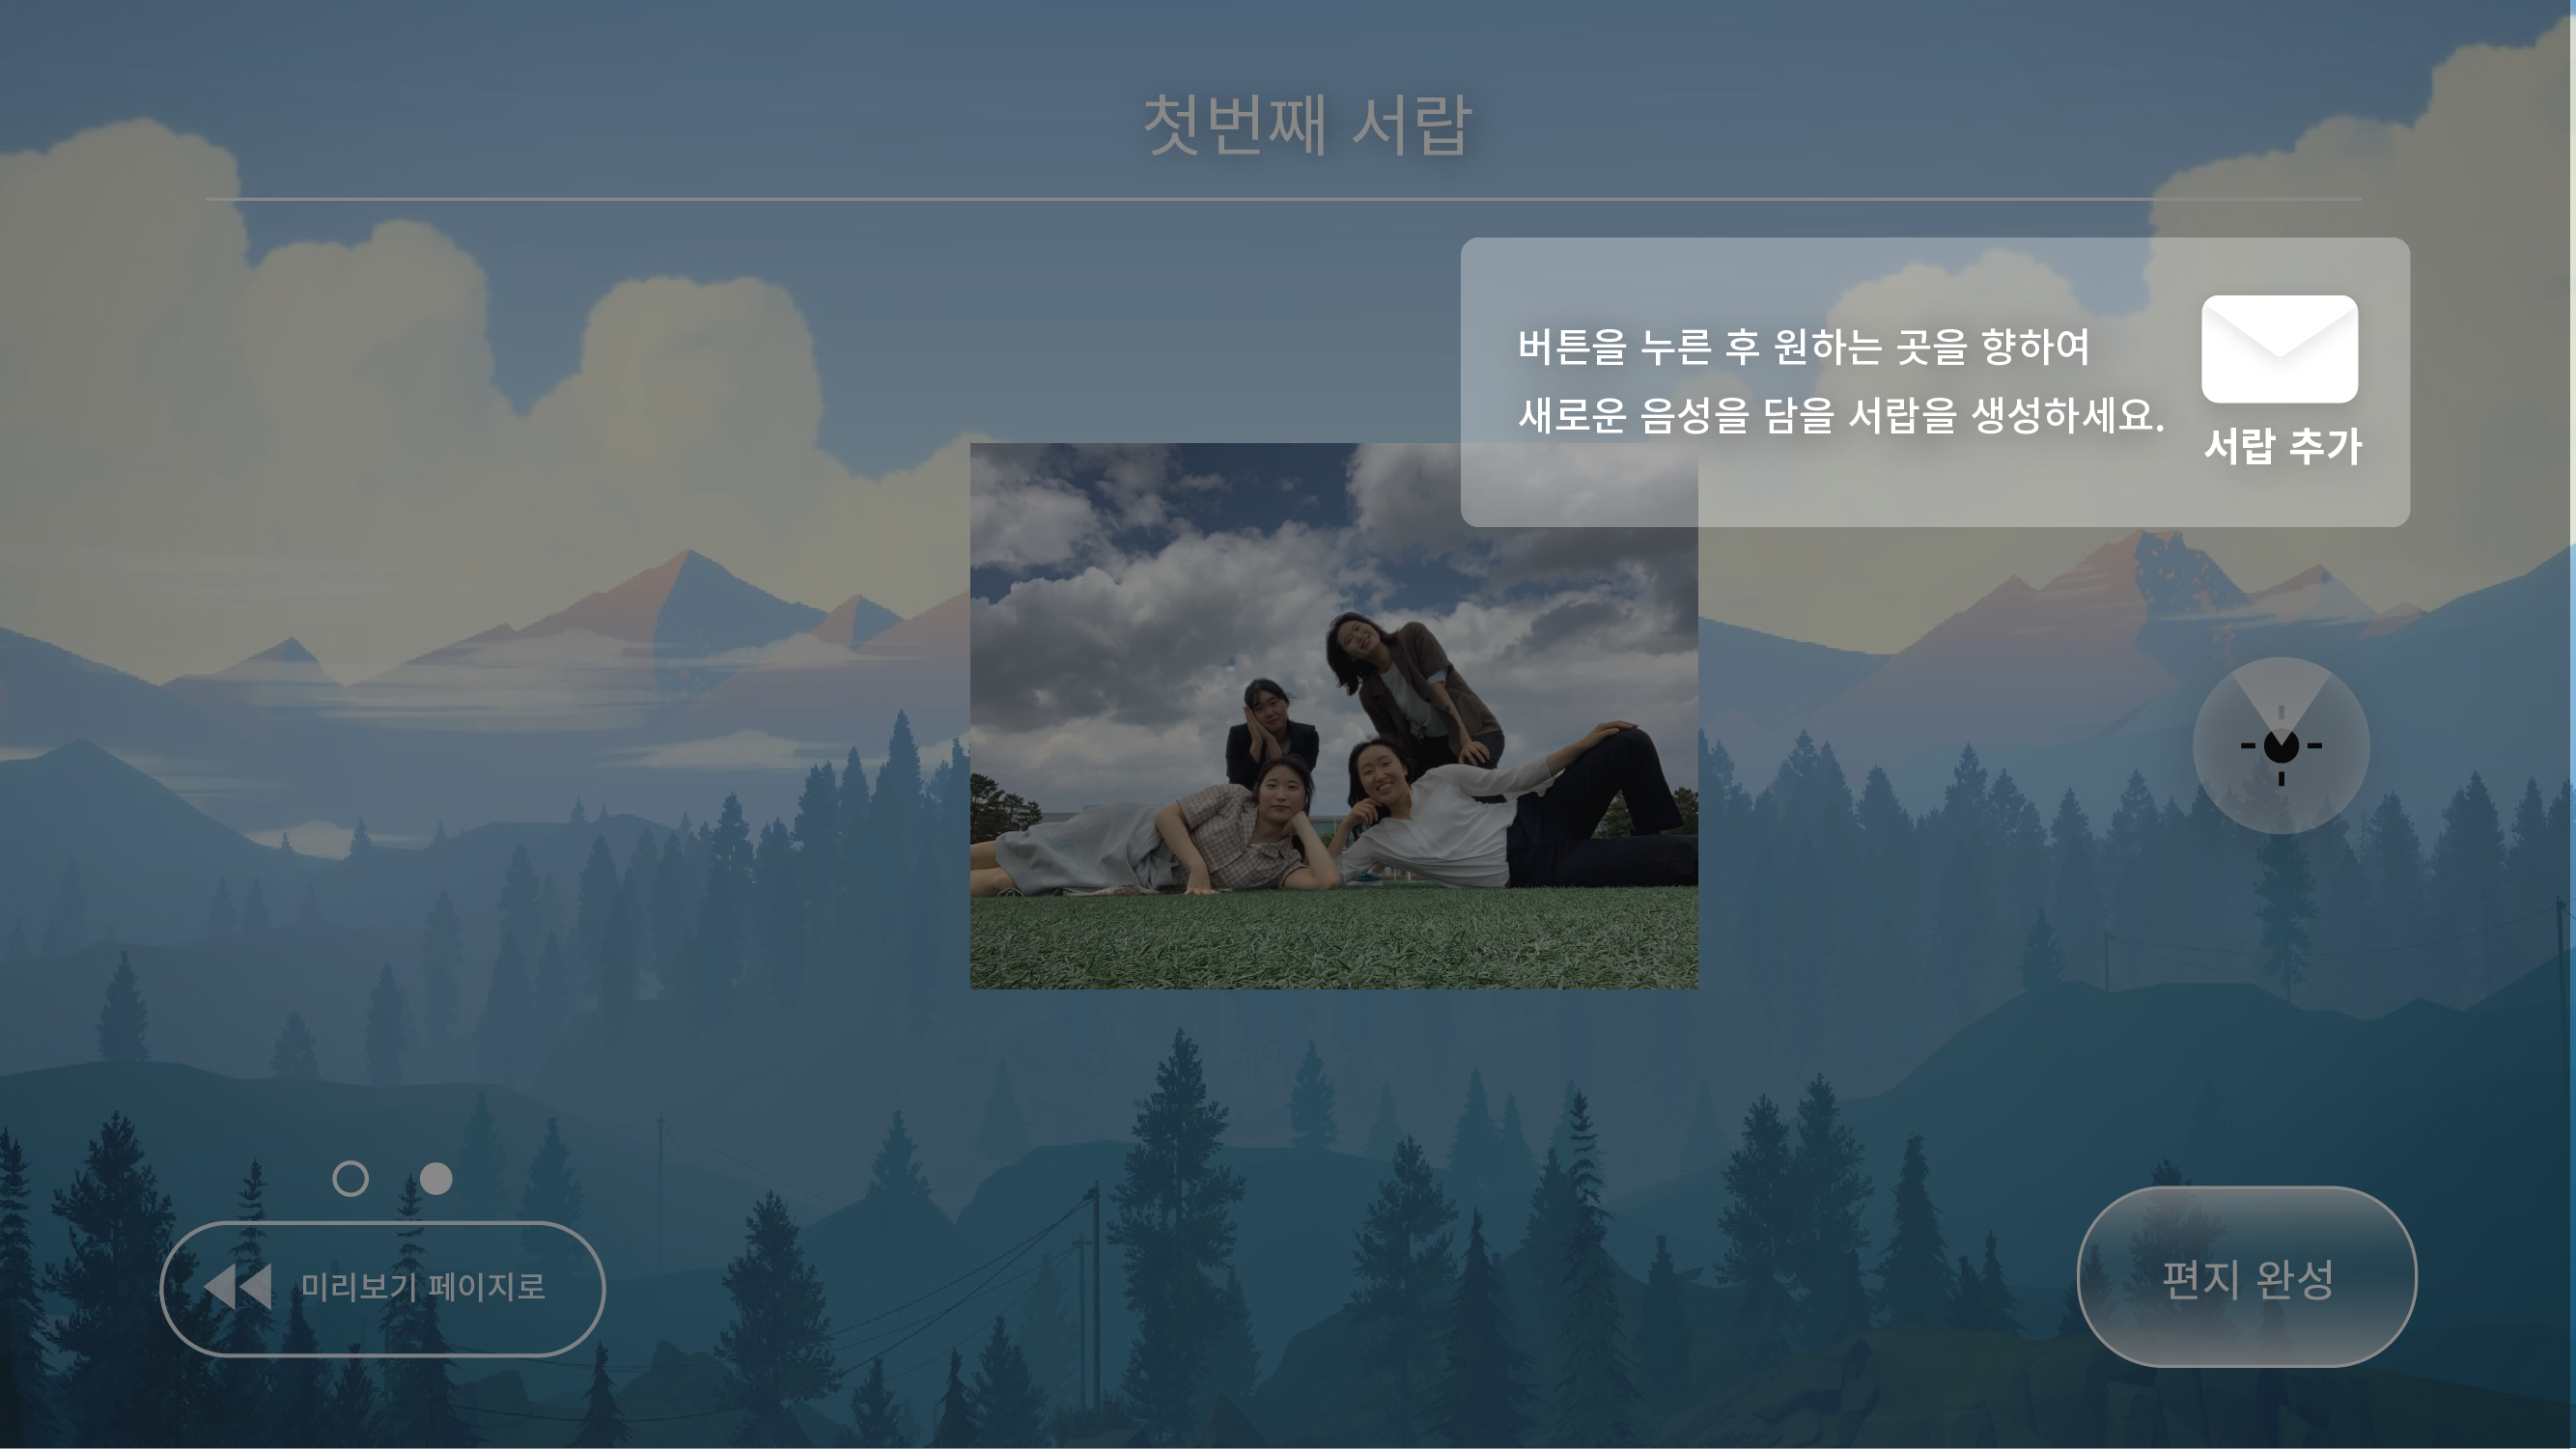 첫번째 서랍
버튼을 누른 후 원하는 곳을 향하여
새로운 음성을 담을 서랍을 생성하세요.
서랍 추가
미리보기 페이지로
편지 완성